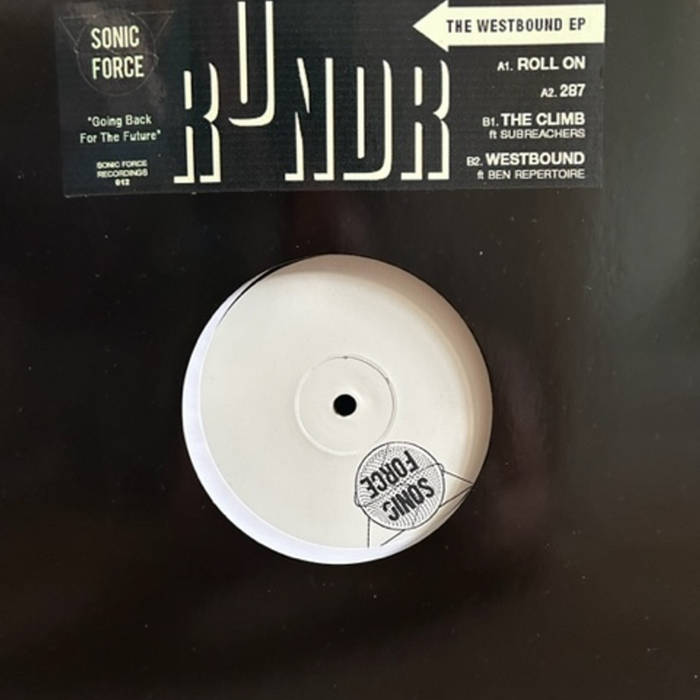 SONIC
FORCE
"Going Back
For The Future"
SONIC FORCE
RECORDINGS
012
RUNDR
THE WESTBOUND EP
A1. ROLL ON
A2. 287
B1. THE CLIMB
ft SUBREACHERS
B2. WESTBOUND
ft BEN REPERTOIRE
SONIC
FORCE